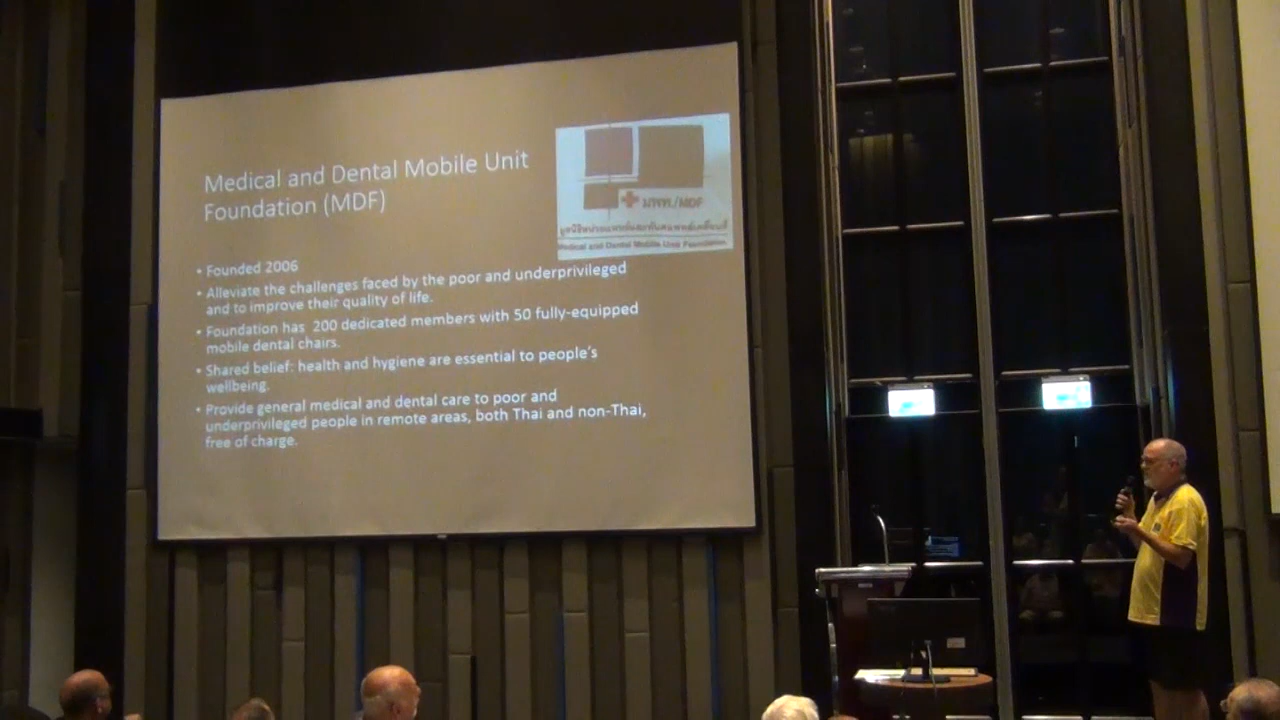 Medical and Dental Mobile Unit
Foundation (MDF)
มพทท./MDF
Medical and Dental Mobile Unit Foundation
• Founded 2006
• Alleviate the challenges faced by the poor and underprivileged
and to improve their quality of life.
• Foundation has 200 dedicated members with 50 fully-equipped
mobile dental chairs.
• Shared belief: health and hygiene are essential to people's
wellbeing.
• Provide general medical and dental care to poor and
underprivileged people in remote areas, both Thai and non-Thai,
free of charge.